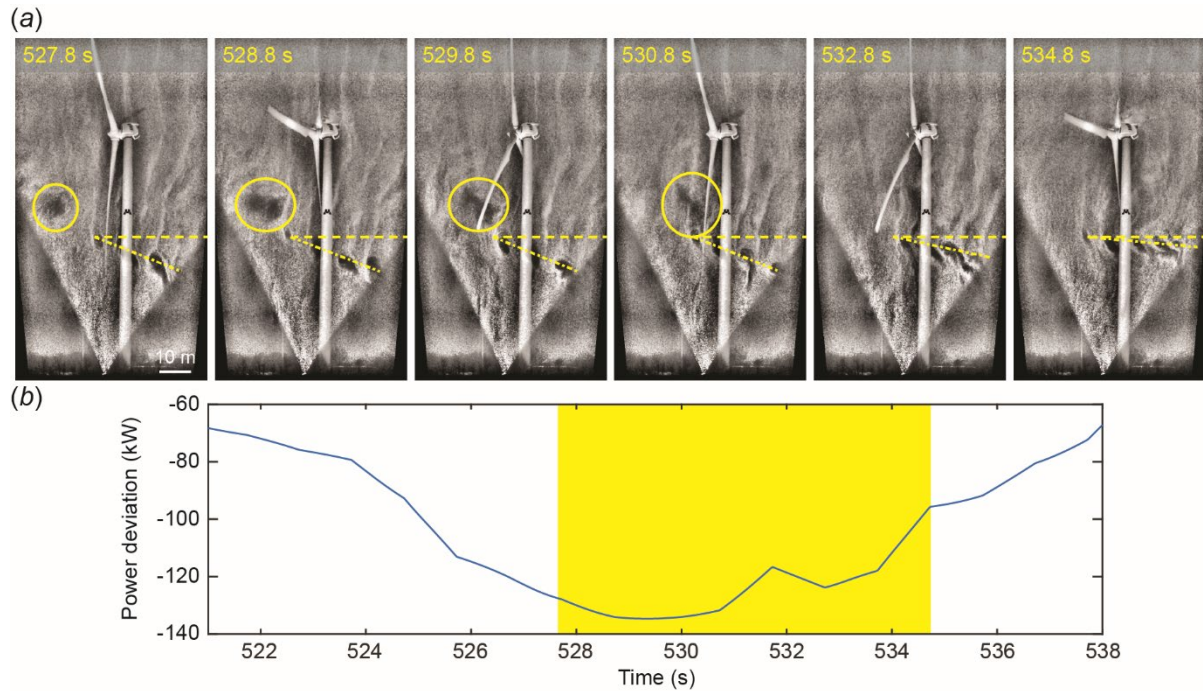 (a)
527.8 s 528.8 s 529.8 s 530.8 s 532.8 s 534.8 s
10 m
(b)
-60
-80
-100
-120
-140
Power deviation (kW)
522 524 526 528 530 532 534 536 538
Time (s)